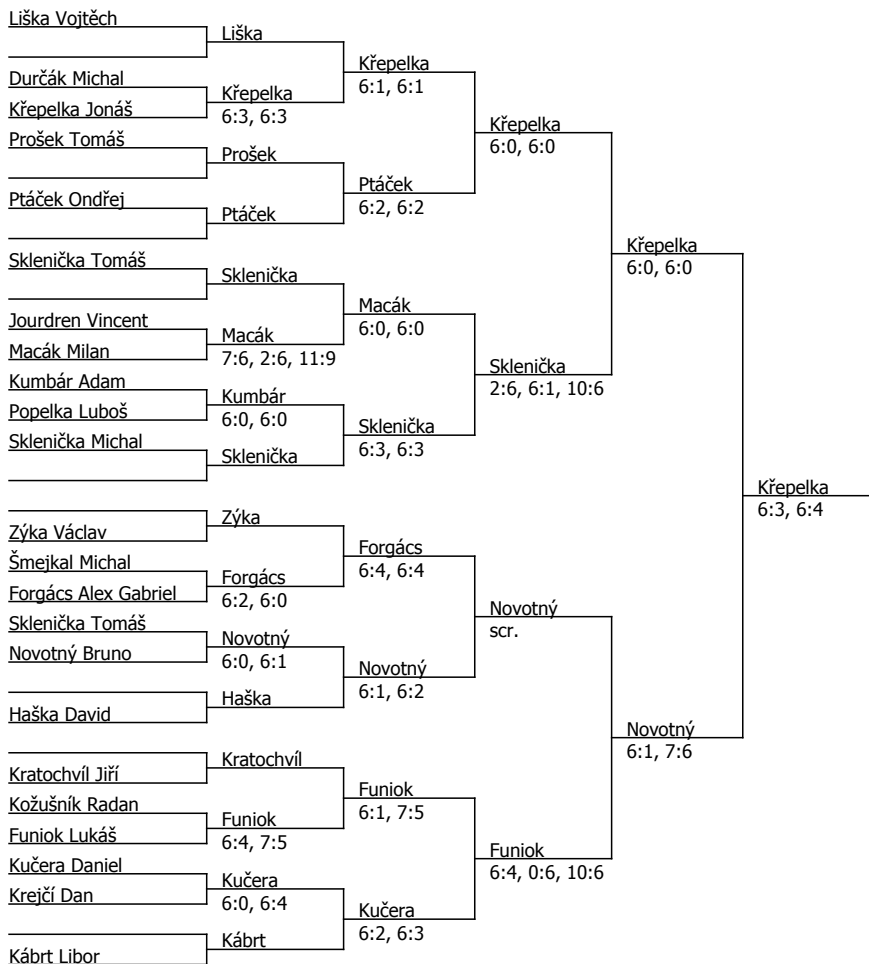 Liška Vojtěch
Durčák Michal
Křepelka Jonáš
Prošek Tomáš
Ptáček Ondřej
Sklenička Tomáš
Jourdren Vincent
Macák Milan
Kumbár Adam
Popelka Luboš
Sklenička Michal
Zýka Václav
Šmejkal Michal
Forgács Alex Gabriel
Sklenička Tomáš
Novotný Bruno
Haška David
Kratochvíl Jiří
Kožušník Radan
Funiok Lukáš
Kučera Daniel
Krejčí Dan
Kábrt Libor
Liška
Křepelka
6:3, 6:3
Prošek
Ptáček
Sklenička
Macák
7:6, 2:6, 11:9
Kumbár
6:0, 6:0
Sklenička
Zýka
Forgács
6:2, 6:0
Novotný
6:0, 6:1
Haška
Kratochvíl
Funiok
6:4, 7:5
Kučera
6:0, 6:4
Kábrt
Křepelka
6:1, 6:1
Ptáček
6:2, 6:2
Macák
6:0, 6:0
Sklenička
6:3, 6:3
Forgács
6:4, 6:4
Novotný
6:1, 6:2
Funiok
6:1, 7:5
Kučera
6:2, 6:3
Křepelka
6:0, 6:0
Sklenička
2:6, 6:1, 10:6
Novotný
scr.
Funiok
6:4, 0:6, 10:6
Křepelka
6:0, 6:0
Novotný
6:1, 7:6
Křepelka
6:3, 6:4